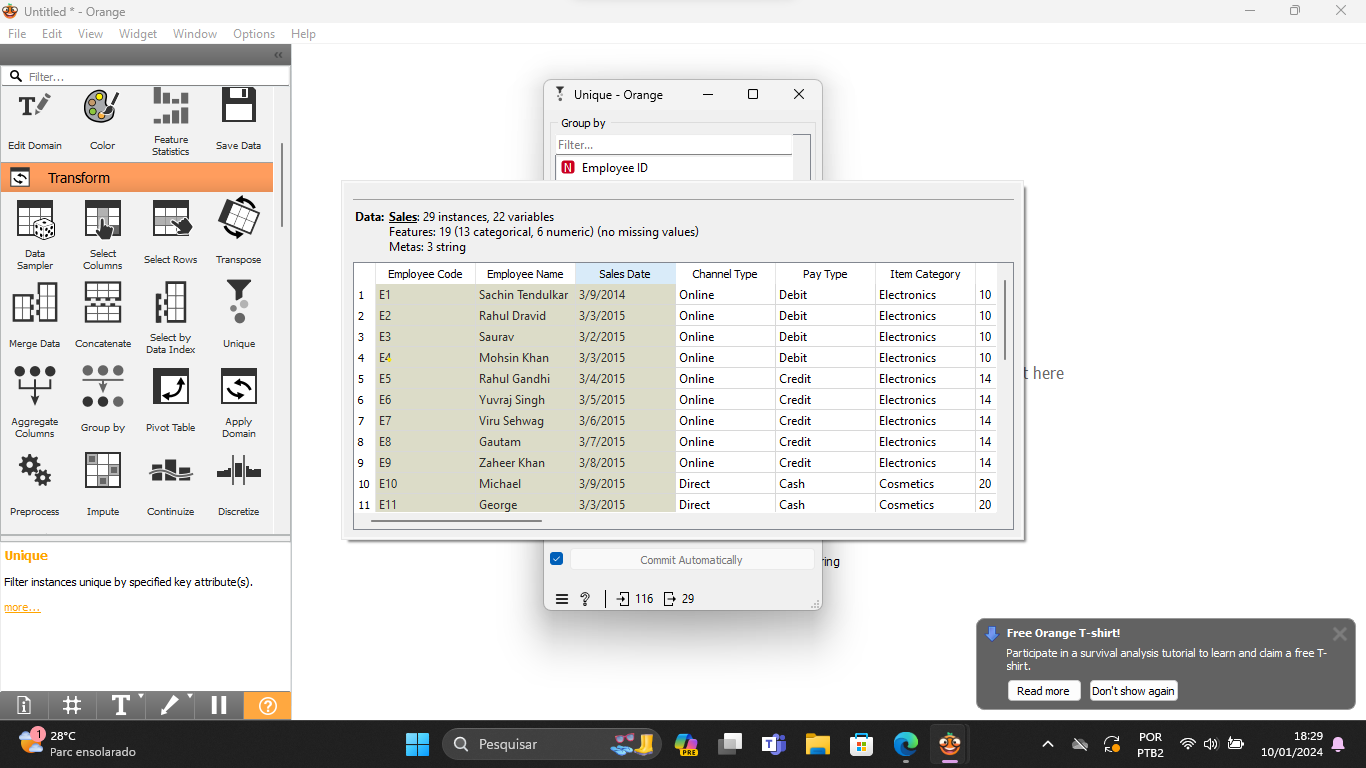 Untitled * - Orange
File Edit View Widget Window Options Help
Filter...
Edit Domain Color Feature Statistics Save Data
Transform
Data Sampler Select Columns Select Rows Transpose
Merge Data Concatenate Select by Data Index Unique
Aggregate Columns Group by Pivot Table Apply Domain
Preprocess Impute Continuize Discretize
Unique
Filter instances unique by specified key attribute(s).
more...
Unique - Orange
Group by
Filter...
N Employee ID
Data: Sales: 29 instances, 22 variables
Features: 19 (13 categorical, 6 numeric) (no missing values)
Metas: 3 string
Employee Code Employee Name Sales Date Channel Type Pay Type Item Category
1 E1 Sachin Tendulkar 3/9/2014 Online Debit Electronics 10
2 E2 Rahul Dravid 3/3/2015 Online Debit Electronics 10
3 E3 Saurav 3/2/2015 Online Debit Electronics 10
4 E4 Mohsin Khan 3/3/2015 Online Debit Electronics 10
5 E5 Rahul Gandhi 3/4/2015 Online Credit Electronics 14
6 E6 Yuvraj Singh 3/5/2015 Online Credit Electronics 14
7 E7 Viru Sehwag 3/6/2015 Online Credit Electronics 14
8 E8 Gautam 3/7/2015 Online Credit Electronics 14
9 E9 Zaheer Khan 3/8/2015 Online Credit Electronics 14
10 E10 Michael 3/9/2015 Direct Cash Cosmetics 20
11 E11 George 3/3/2015 Direct Cash Cosmetics 20
t here
Commit Automatically
ring
116 29
Free Orange T-shirt!
Participate in a survival analysis tutorial to learn and claim a free T-
shirt.
Read more Don't show again
1
28°C
Parc ensolarado
Pesquisar
PRE
POR
PTB2
18:29
10/01/2024